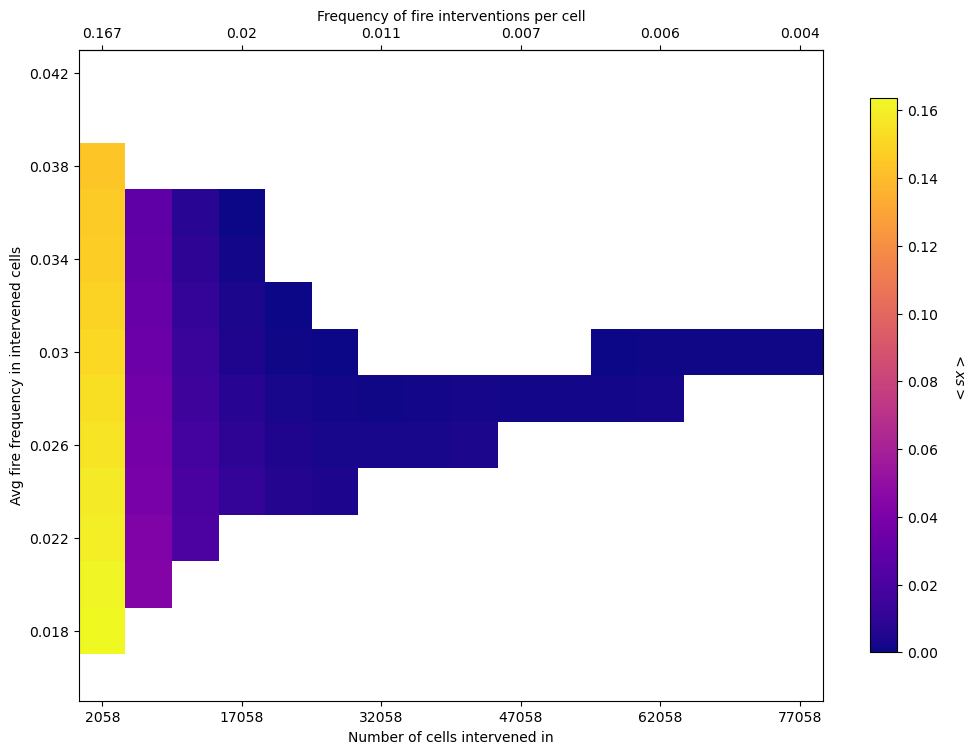 Frequency of fire interventions per cell
0.167 0.02 0.011 0.007 0.006 0.004
0.042
0.038
0.034
0.03
0.026
0.022
0.018
Avg fire frequency in intervened cells
2058 17058 32058 47058 62058 77058
Number of cells intervened in
0.16
0.14
0.12
0.10
0.08
0.06
0.04
0.02
0.00
< sx >